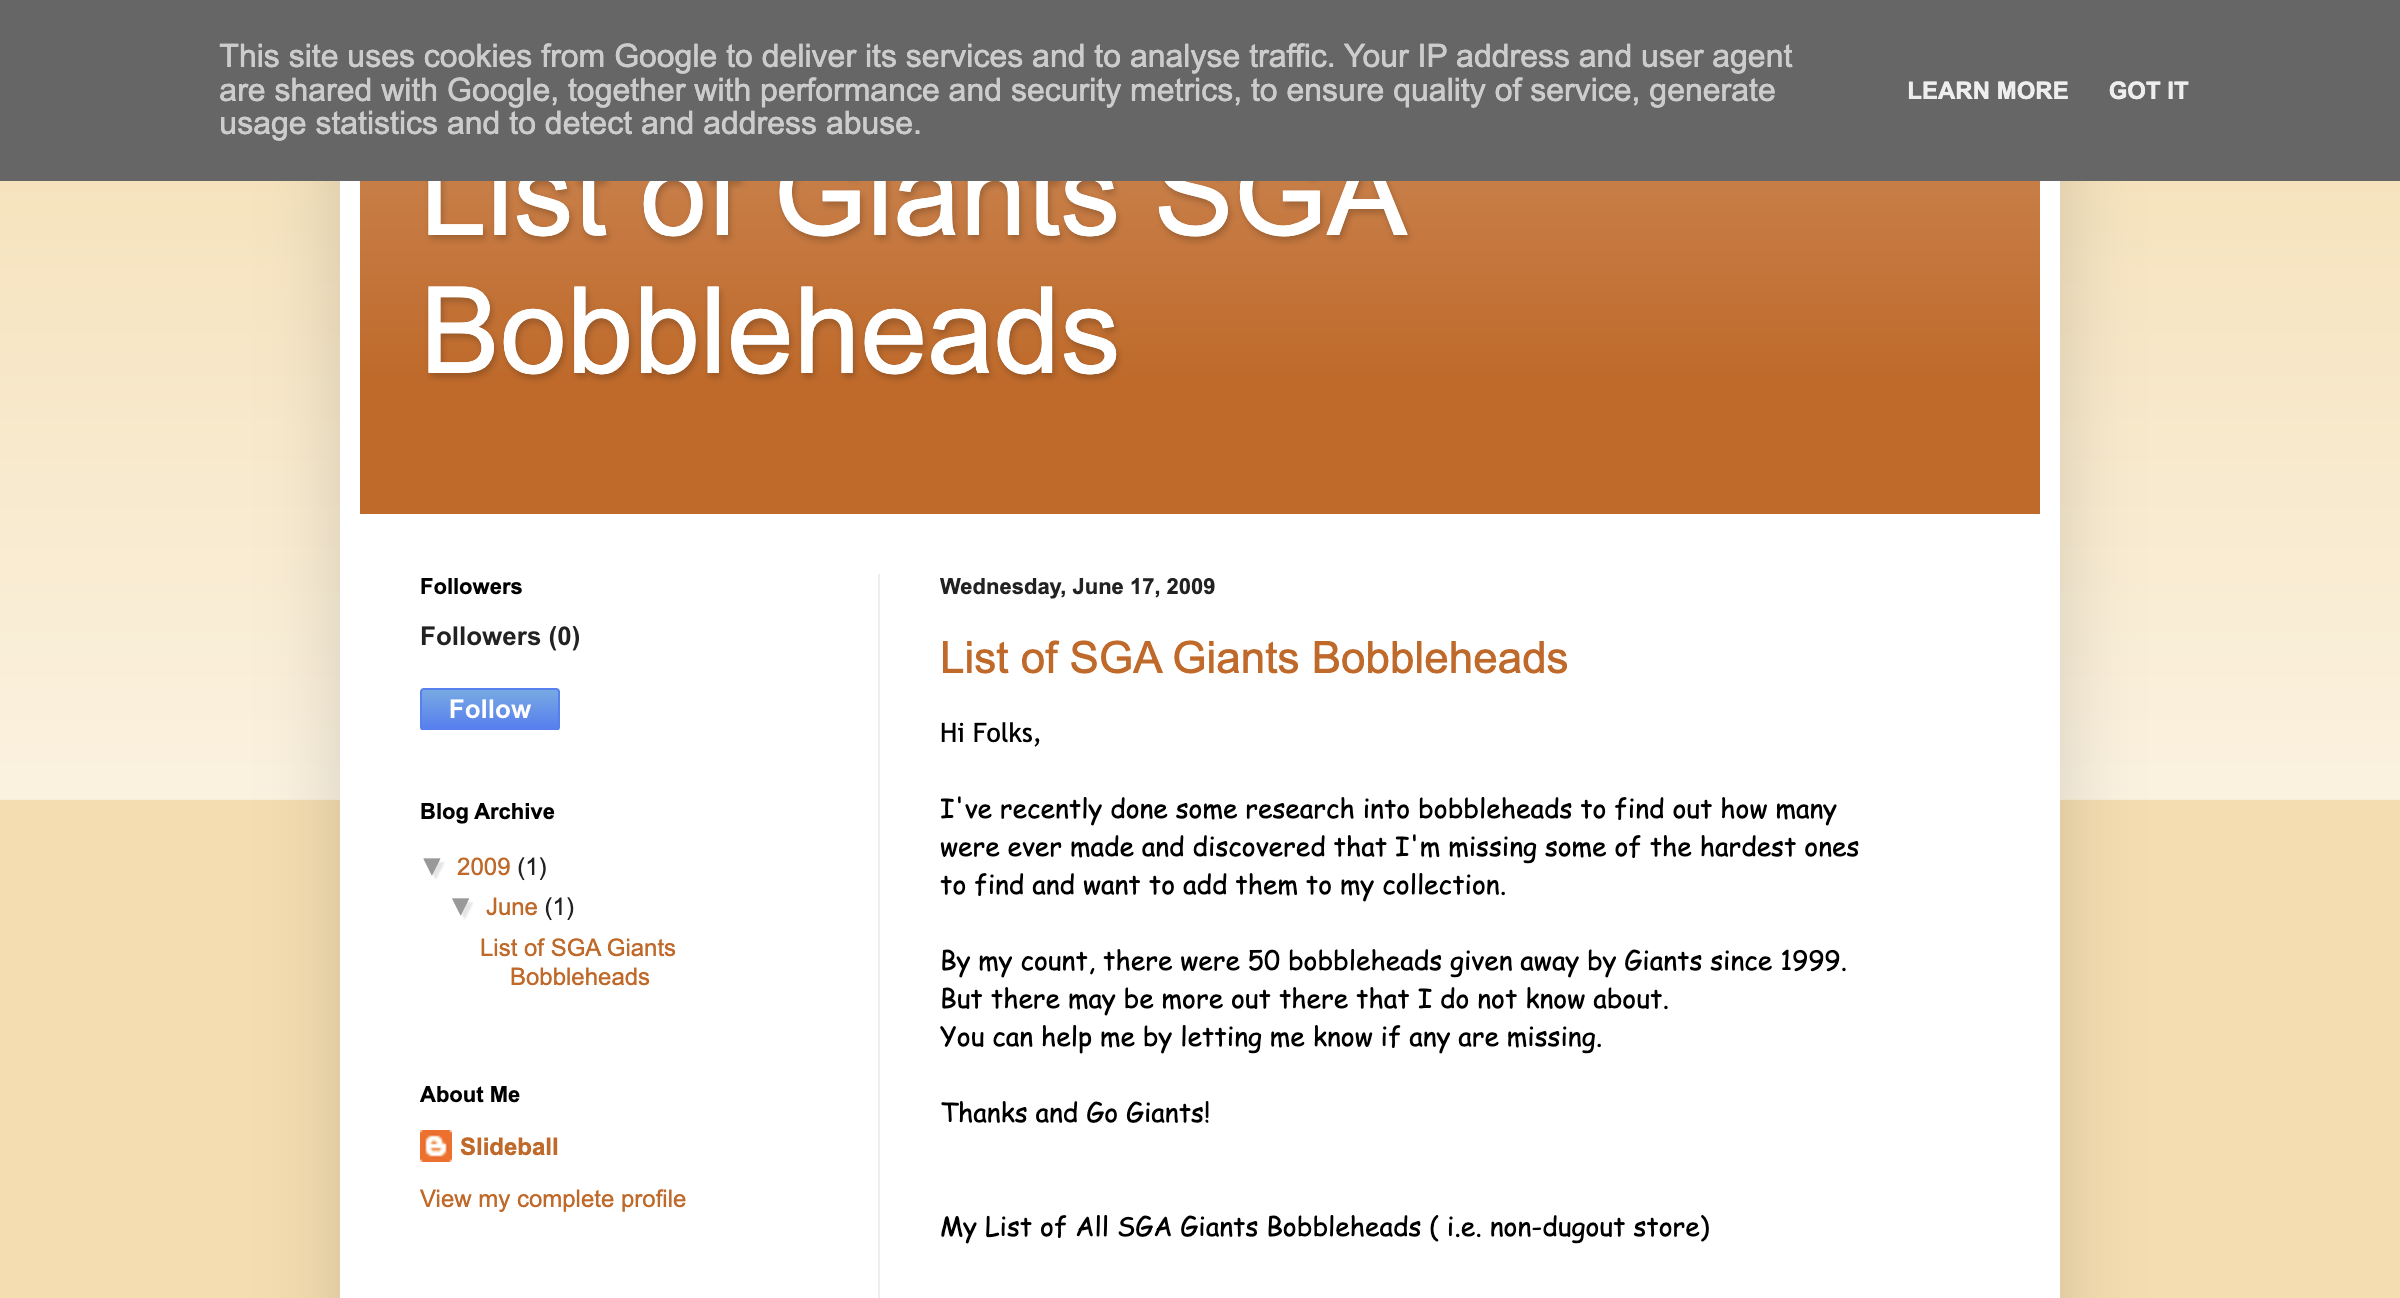 This site uses cookies from Google to deliver its services and to analyse traffic. Your IP address and user agent
are shared with Google, together with performance and security metrics, to ensure quality of service, generate
usage statistics and to detect and address abuse.
LEARN MORE GOT IT
List of Giants SGA
Bobbleheads
Followers
Followers (0)
Follow
Blog Archive
▼ 2009 (1)
▼ June (1)
List of SGA Giants
Bobbleheads
About Me
Slideball
View my complete profile
Wednesday, June 17, 2009
List of SGA Giants Bobbleheads
Hi Folks,
I've recently done some research into bobbleheads to find out how many
were ever made and discovered that I'm missing some of the hardest ones
to find and want to add them to my collection.
By my count, there were 50 bobbleheads given away by Giants since 1999.
But there may be more out there that I do not know about.
You can help me by letting me know if any are missing.
Thanks and Go Giants!
My List of All SGA Giants Bobbleheads ( i.e. non-dugout store)